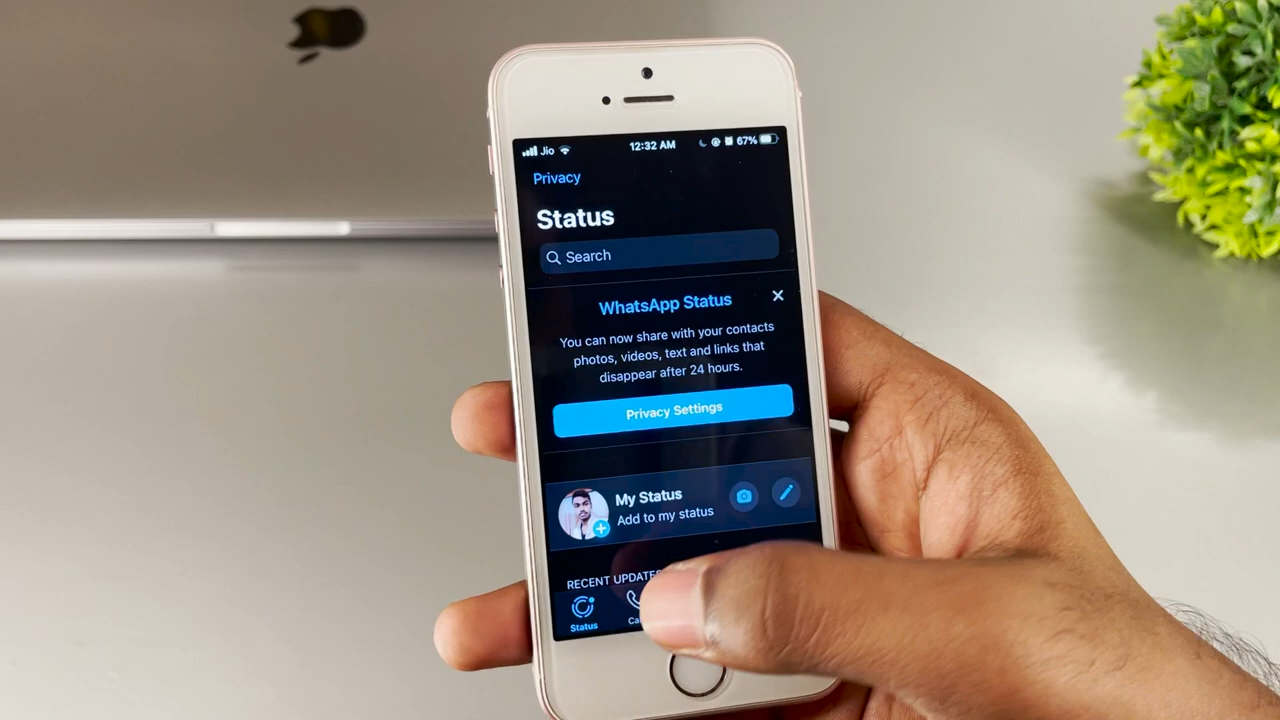 Jio 12:32 AM 67%
Privacy
Status
Search
WhatsApp Status
You can now share with your contacts
photos, videos, text and links that
disappear after 24 hours.
Privacy Settings
My Status
Add to my status
RECENT UPDATES
Status